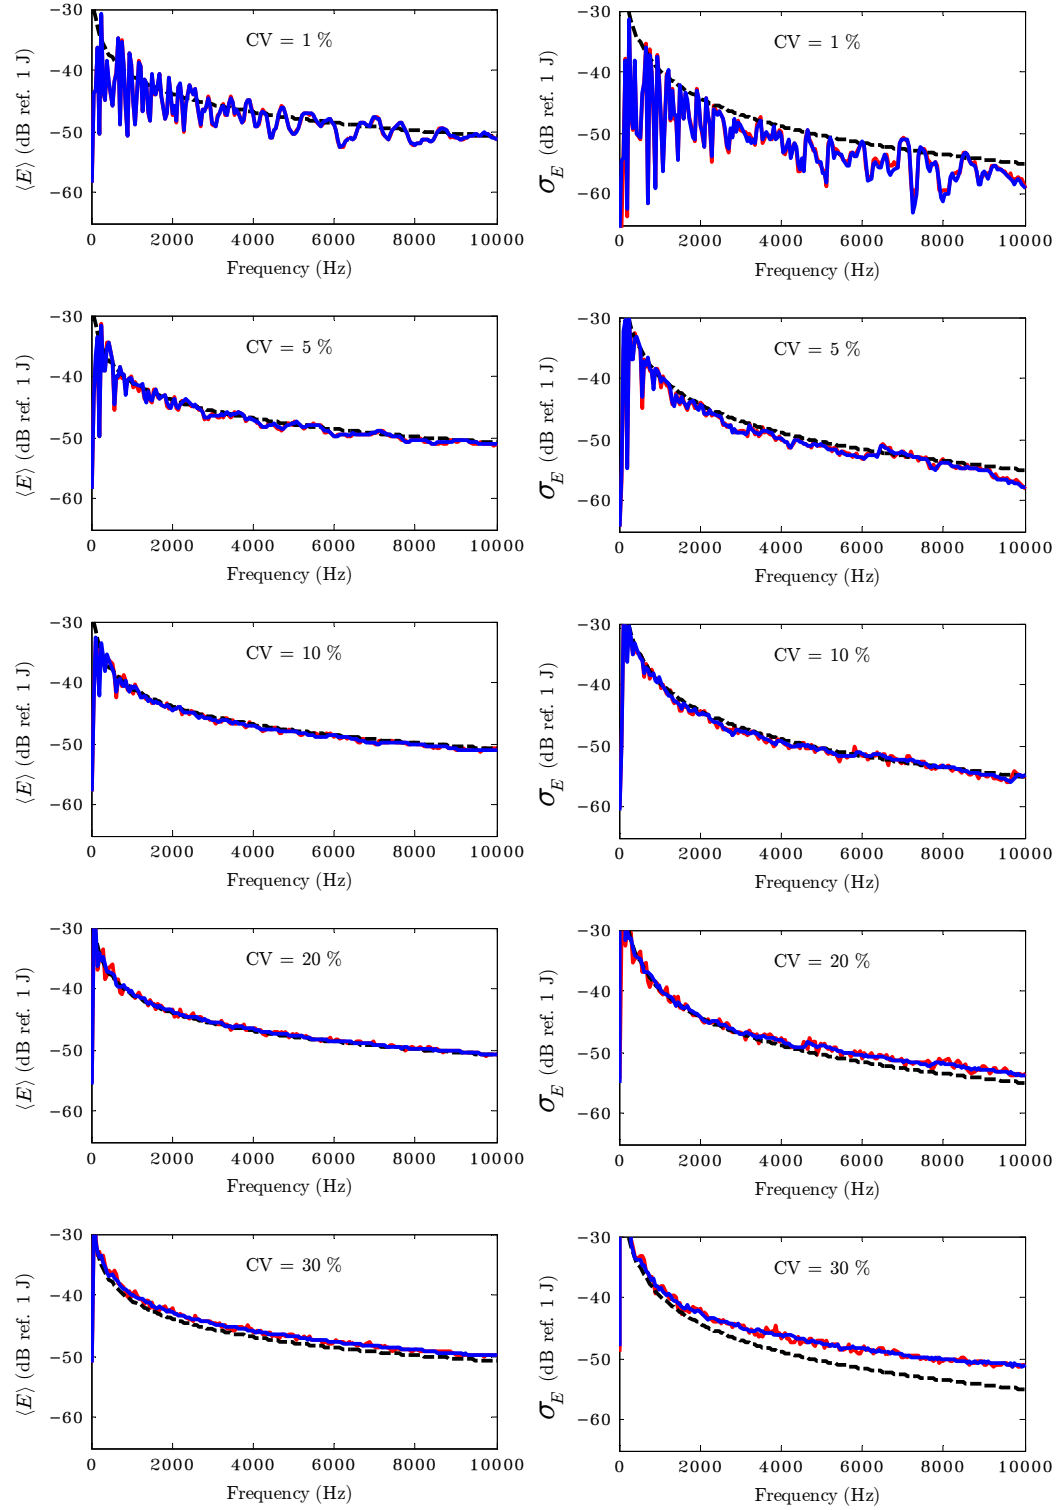 −30
−40
−50
−60
⟨E⟩ (dB ref. 1 J)
CV = 1 %
0 2000 4000 6000 8000 10000
Frequency (Hz)
−30
−40
−50
−60
σE (dB ref. 1 J)
CV = 1 %
0 2000 4000 6000 8000 10000
Frequency (Hz)
−30
−40
−50
−60
⟨E⟩ (dB ref. 1 J)
CV = 5 %
0 2000 4000 6000 8000 10000
Frequency (Hz)
−30
−40
−50
−60
σE (dB ref. 1 J)
CV = 5 %
0 2000 4000 6000 8000 10000
Frequency (Hz)
−30
−40
−50
−60
⟨E⟩ (dB ref. 1 J)
CV = 10 %
0 2000 4000 6000 8000 10000
Frequency (Hz)
−30
−40
−50
−60
σE (dB ref. 1 J)
CV = 10 %
0 2000 4000 6000 8000 10000
Frequency (Hz)
−30
−40
−50
−60
⟨E⟩ (dB ref. 1 J)
CV = 20 %
0 2000 4000 6000 8000 10000
Frequency (Hz)
−30
−40
−50
−60
σE (dB ref. 1 J)
CV = 20 %
0 2000 4000 6000 8000 10000
Frequency (Hz)
−30
−40
−50
−60
⟨E⟩ (dB ref. 1 J)
CV = 30 %
0 2000 4000 6000 8000 10000
Frequency (Hz)
−30
−40
−50
−60
σE (dB ref. 1 J)
CV = 30 %
0 2000 4000 6000 8000 10000
Frequency (Hz)